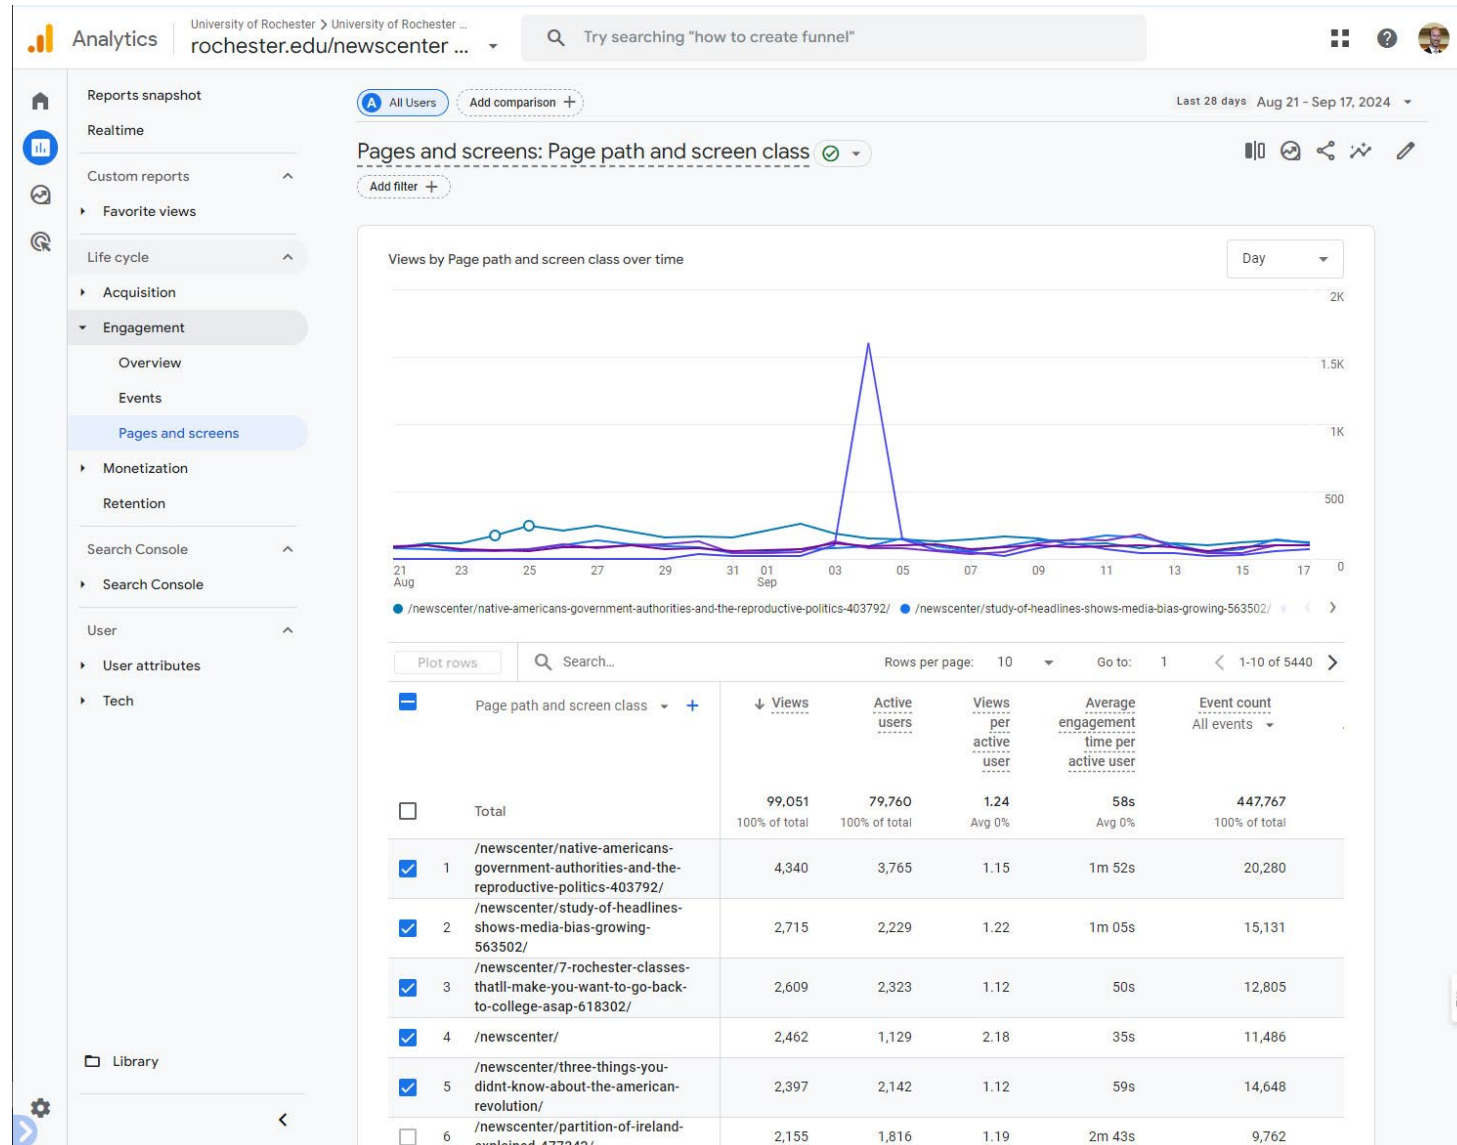 Analytics
University of Rochester > University of Rochester ...
rochester.edu/newscenter ...
Try searching "how to create funnel"
Reports snapshot
Realtime
Custom reports
Favorite views
Life cycle
Acquisition
Engagement
Overview
Events
Pages and screens
Monetization
Retention
Search Console
Search Console
User
User attributes
Tech
Library
A All Users
Add comparison +
Last 28 days Aug 21 - Sep 17, 2024
Pages and screens: Page path and screen class
Add filter +
Views by Page path and screen class over time
Day
2K
1.5K
1K
500
0
21 23 25 27 29 31 01 03 05 07 09 11 13 15 17
Aug Sep
/newscenter/native-americans-government-authorities-and-the-reproductive-politics-403792/ /newscenter/study-of-headlines-shows-media-bias-growing-563502/
Plot rows Search... Rows per page: 10 Go to: 1 1-10 of 5440
Page path and screen class +
Views
Active
users
Views
per
active
user
Average
engagement
time per
active user
Event count
All events
Total 99,051 79,760 1.24 58s 447,767
100% of total 100% of total Avg 0% Avg 0% 100% of total
/newscenter/native-americans-
1 government-authorities-and-the- 4,340 3,765 1.15 1m 52s 20,280
reproductive-politics-403792/
/newscenter/study-of-headlines-
2 shows-media-bias-growing- 2,715 2,229 1.22 1m 05s 15,131
563502/
/newscenter/7-rochester-classes-
3 thatll-make-you-want-to-go-back- 2,609 2,323 1.12 50s 12,805
to-college-asap-618302/
4 /newscenter/ 2,462 1,129 2.18 35s 11,486
/newscenter/three-things-you-
5 didnt-know-about-the-american- 2,397 2,142 1.12 59s 14,648
revolution/
/newscenter/partition-of-ireland-
6 2,155 1,816 1.19 2m 43s 9,762